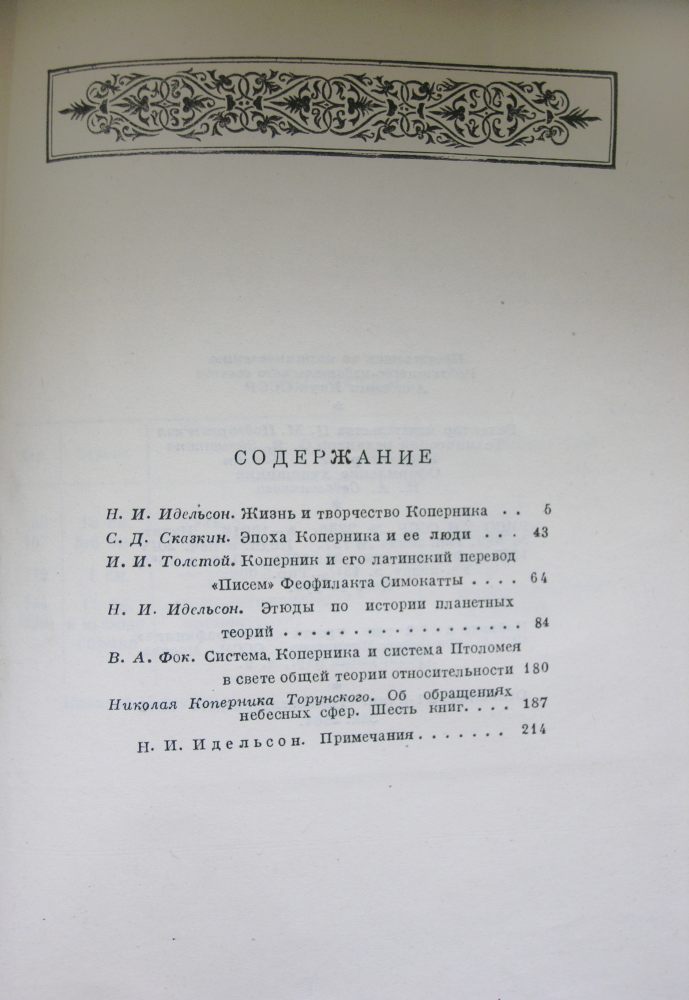 СОДЕРЖАНИЕ
Н. И. Идельсон. Жизнь и творчество Коперника . . 5
С. Д. Сказкин. Эпоха Коперника и ее люди . . . 43
И. И. Толстой. Коперник и его латинский перевод
«Писем» Феофилакта Симокатты . . . . 64
Н. И. Идельсон. Этюды по истории планетных
теорий . . . . . . . . . . . . . . . . . . 84
В. А. Фок. Система, Коперника и система Птоломея
в свете общей теории относительности 180
Николая Коперника Торунского. Об обращениях
небесных сфер. Шесть книг. . . . 187
Н. И. Идельсон. Примечания . . . . . . . 214